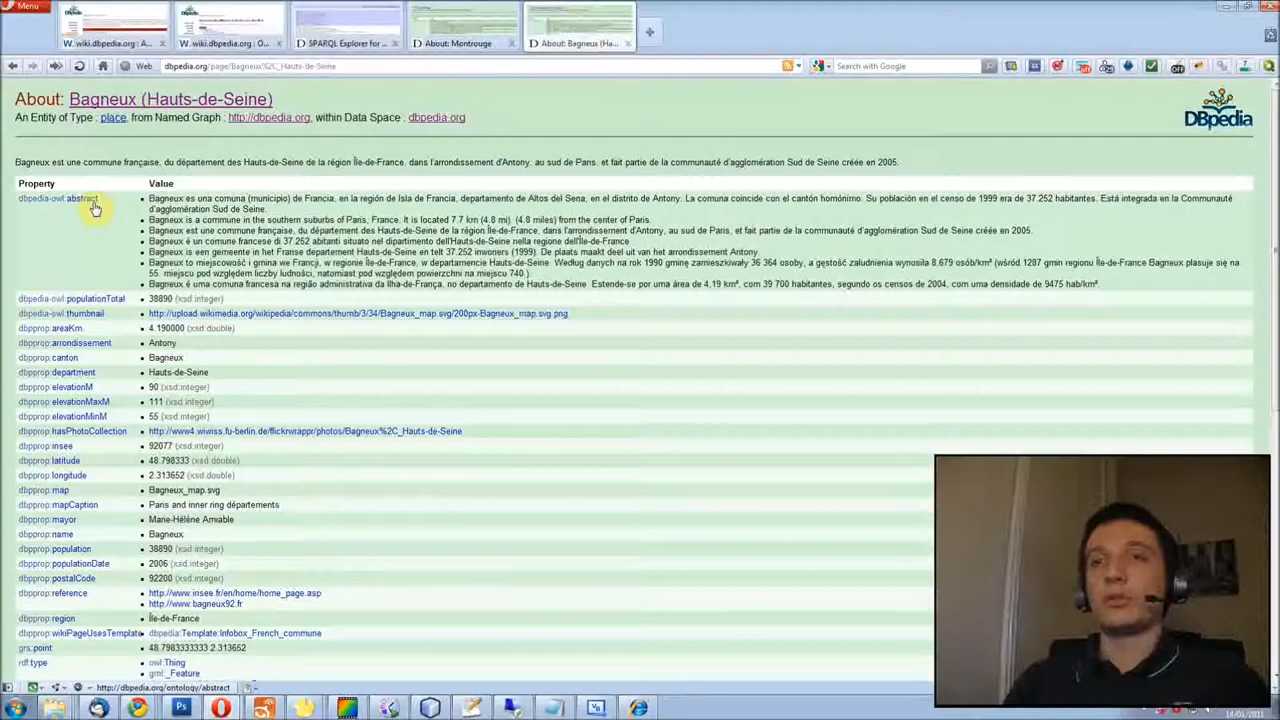 Menu
W. wiki.dbpedia.org : A... x
W. wiki.dbpedia.org : O... x
D SPARQL Explorer for ... x
D About: Montrouge x
D About: Bagneux (Ha... x
Web dbpedia.org/page/Bagneux%2C_Hauts-de-Seine
Search with Google
About: Bagneux (Hauts-de-Seine)
An Entity of Type : place, from Named Graph : http://dbpedia.org, within Data Space : dbpedia.org
DBpedia
Bagneux est une commune française, du département des Hauts-de-Seine de la région Île-de-France, dans l'arrondissement d'Antony, au sud de Paris, et fait partie de la communauté d'agglomération Sud de Seine créée en 2005.
Property Value
dbpedia-owl:abstract
Bagneux es una comuna (municipio) de Francia, en la región de Isla de Francia, departamento de Altos del Sena, en el distrito de Antony. La comuna coincide con el cantón homónimo. Su población en el censo de 1999 era de 37.252 habitantes. Está integrada en la Communauté
d'agglomération Sud de Seine.
Bagneux is a commune in the southern suburbs of Paris, France. It is located 7.7 km (4.8 mi). (4.8 miles) from the center of Paris.
Bagneux est une commune française, du département des Hauts-de-Seine de la région Île-de-France, dans l'arrondissement d'Antony, au sud de Paris, et fait partie de la communauté d'agglomération Sud de Seine créée en 2005.
Bagneux è un comune francese di 37.252 abitanti situato nel dipartimento dell'Hauts-de-Seine nella regione dell'Île-de-France
Bagneux is een gemeente in het Franse departement Hauts-de-Seine en telt 37.252 inwoners (1999). De plaats maakt deel uit van het arrondissement Antony.
Bagneux to miejscowość i gmina we Francji, w regionie Île-de-France, w departamencie Hauts-de-Seine. Według danych na rok 1990 gminę zamieszkiwały 36 364 osoby, a gęstość zaludnienia wynosiła 8,679 osób/km² (wśród 1287 gmin regionu Île-de-France Bagneux plasuje się na
55. miejscu pod względem liczby ludności, natomiast pod względem powierzchni na miejscu 740.).
Bagneux é uma comuna francesa na região administrativa da Ilha-de-França, no departamento de Hauts-de-Seine. Estende-se por uma área de 4,19 km², com 39 700 habitantes, segundo os censos de 2004, com uma densidade de 9475 hab/km².
dbpedia-owl:populationTotal 38890 (xsd:integer)
dbpedia-owl:thumbnail http://upload.wikimedia.org/wikipedia/commons/thumb/3/34/Bagneux_map.svg/200px-Bagneux_map.svg.png
dbpprop:areaKm 4.190000 (xsd:double)
dbpprop:arrondissement Antony
dbpprop:canton Bagneux
dbpprop:department Hauts-de-Seine
dbpprop:elevationM 90 (xsd:integer)
dbpprop:elevationMaxM 111 (xsd:integer)
dbpprop:elevationMinM 55 (xsd:integer)
dbpprop:hasPhotoCollection http://www4.wiwiss.fu-berlin.de/flickrwrappr/photos/Bagneux%2C_Hauts-de-Seine
dbpprop:insee 92077 (xsd:integer)
dbpprop:latitude 48.798333 (xsd:double)
dbpprop:longitude 2.313652 (xsd:double)
dbpprop:map Bagneux_map.svg
dbpprop:mapCaption Paris and inner ring départements
dbpprop:mayor Marie-Hélène Amiable
dbpprop:name Bagneux
dbpprop:population 38890 (xsd:integer)
dbpprop:populationDate 2006 (xsd:integer)
dbpprop:postalCode 92200 (xsd:integer)
dbpprop:reference http://www.insee.fr/en/home/home_page.asp
http://www.bagneux92.fr
dbpprop:region Île-de-France
dbpprop:wikiPageUsesTemplate dbpedia:Template:Infobox_French_commune
grs:point 48.7983333333 2.313652
rdf:type owl:Thing
gml:_Feature
http://dbpedia.org/ontology/abstract
14/01/2011